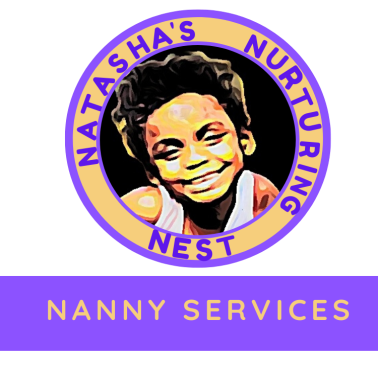 NATASHA'S NURTURING NEST
NANNY SERVICES